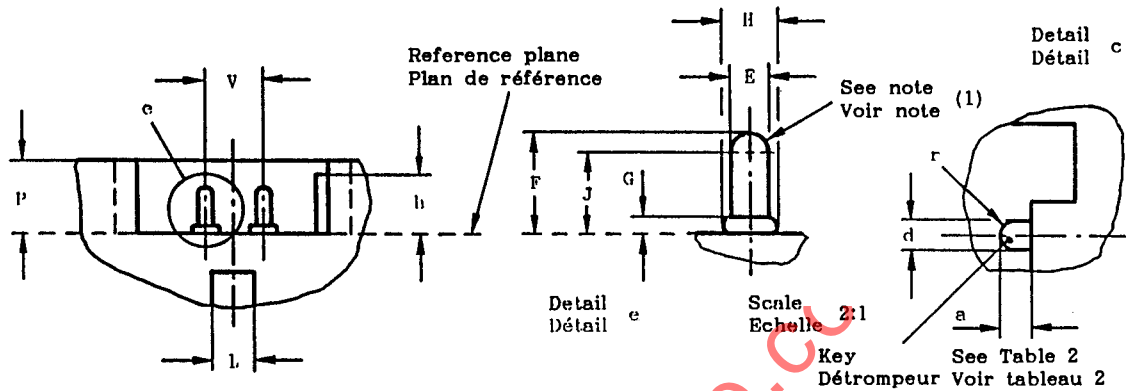 Reference plane
Plan de référence
V
e
P
h
L
H
E
See note
Voir note (1)
F
J
G
Detail
Détail e
Scale
Echelle 2:1
Detail
Détail c
r
d
a
Key
Détrompeur
See Table 2
Voir tableau 2